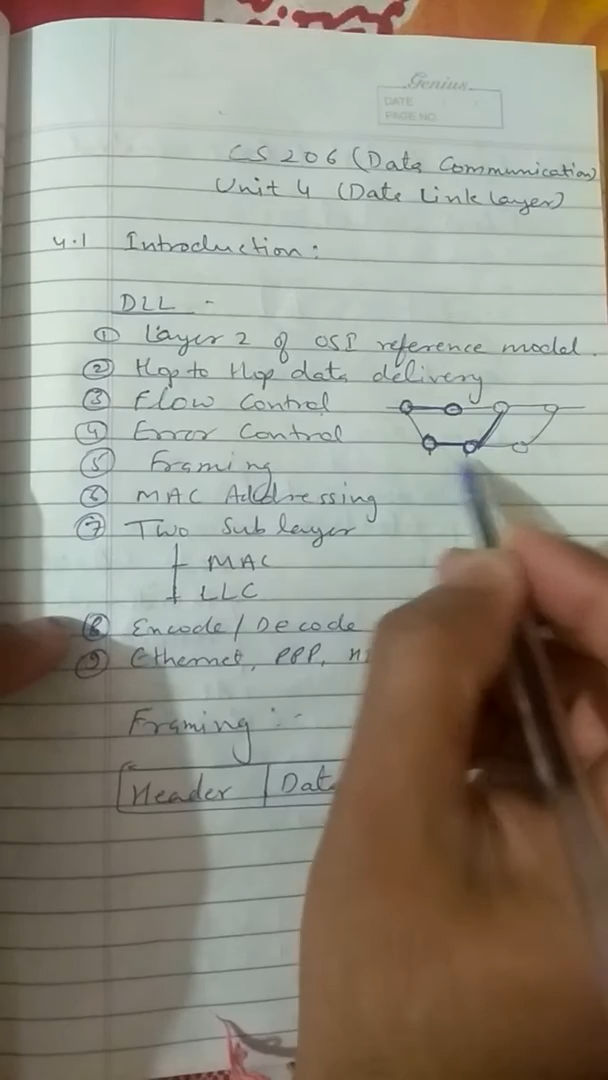 Genius
DATE
PAGE NO.
CS 206 (Data Communication)
Unit 4 (Data Link layer)
4.1 Introduction :
DLL -
① Layer 2 of OSI reference model.
② Hop to Hop data delivery
③ Flow Control
④ Error Control
⑤ Framing
⑥ MAC Addressing
⑦ Two Sub layer
MAC
LLC
⑧ Encode / Decode
⑨ Ethernet, PPP,
Framing :-
Header | Data